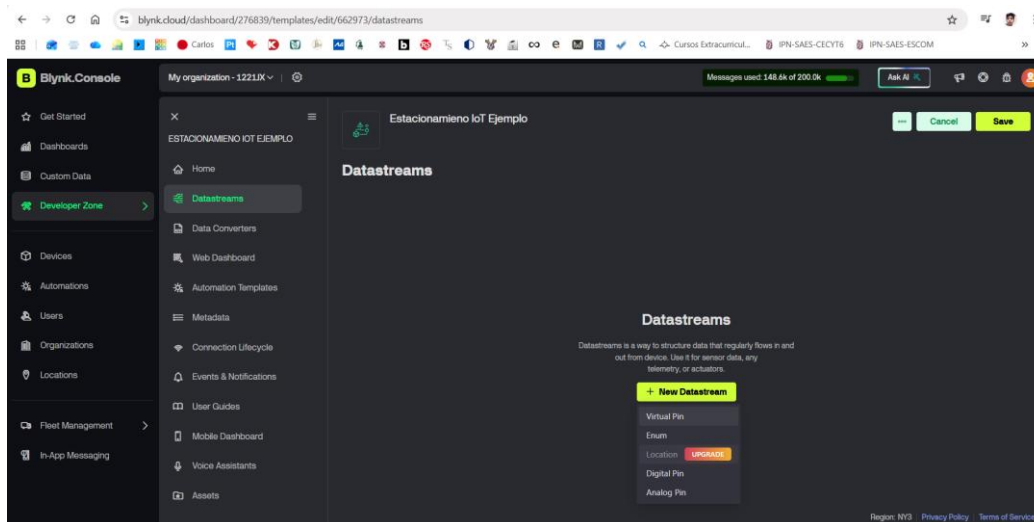 blynk.cloud/dashboard/276839/templates/edit/662973/datastreams
Carlos
Cursos Extracurricul...
IPN-SAES-CECYT6
IPN-SAES-ESCOM
Blynk.Console
My organization - 1221JX
Messages used: 148.6k of 200.0k
Ask AI
Get Started
Dashboards
Custom Data
Developer Zone
Devices
Automations
Users
Organizations
Locations
Fleet Management
In-App Messaging
ESTACIONAMIENO IOT EJEMPLO
Home
Datastreams
Data Converters
Web Dashboard
Automation Templates
Metadata
Connection Lifecycle
Events & Notifications
User Guides
Mobile Dashboard
Voice Assistants
Assets
Estacionamieno IoT Ejemplo
Cancel
Save
Datastreams
Datastreams
Datastreams is a way to structure data that regularly flows in and
out from device. Use it for sensor data, any
telemetry, or actuators.
+ New Datastream
Virtual Pin
Enum
Location UPGRADE
Digital Pin
Analog Pin
Region: NY3 Privacy Policy Terms of Service